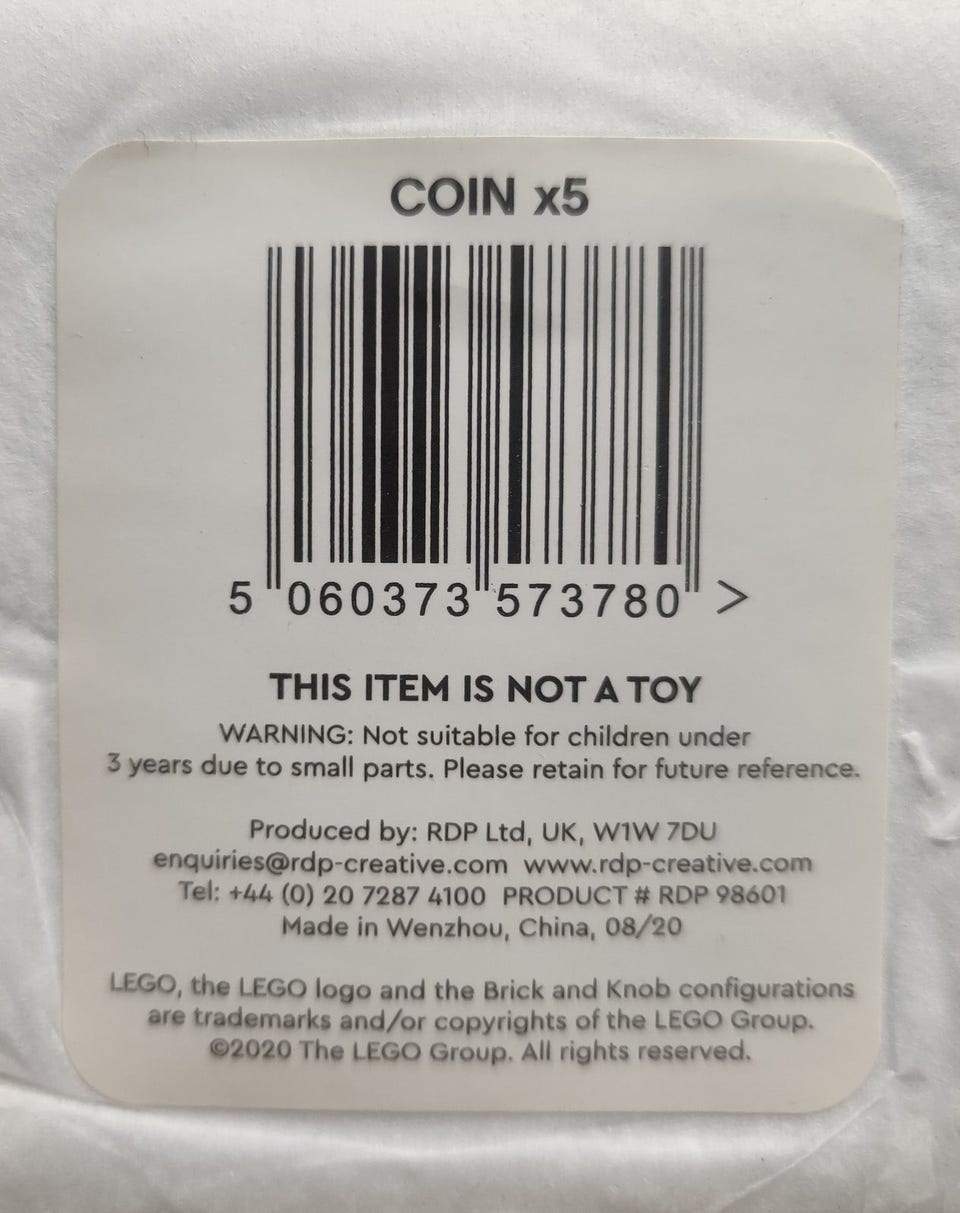 COIN x5
5 060373 573780 >
THIS ITEM IS NOT A TOY
WARNING: Not suitable for children under
3 years due to small parts. Please retain for future reference.
Produced by: RDP Ltd, UK, W1W 7DU
enquiries@rdp-creative.com www.rdp-creative.com
Tel: +44 (0) 20 7287 4100 PRODUCT # RDP 98601
Made in Wenzhou, China, 08/20
LEGO, the LEGO logo and the Brick and Knob configurations
are trademarks and/or copyrights of the LEGO Group.
©2020 The LEGO Group. All rights reserved.